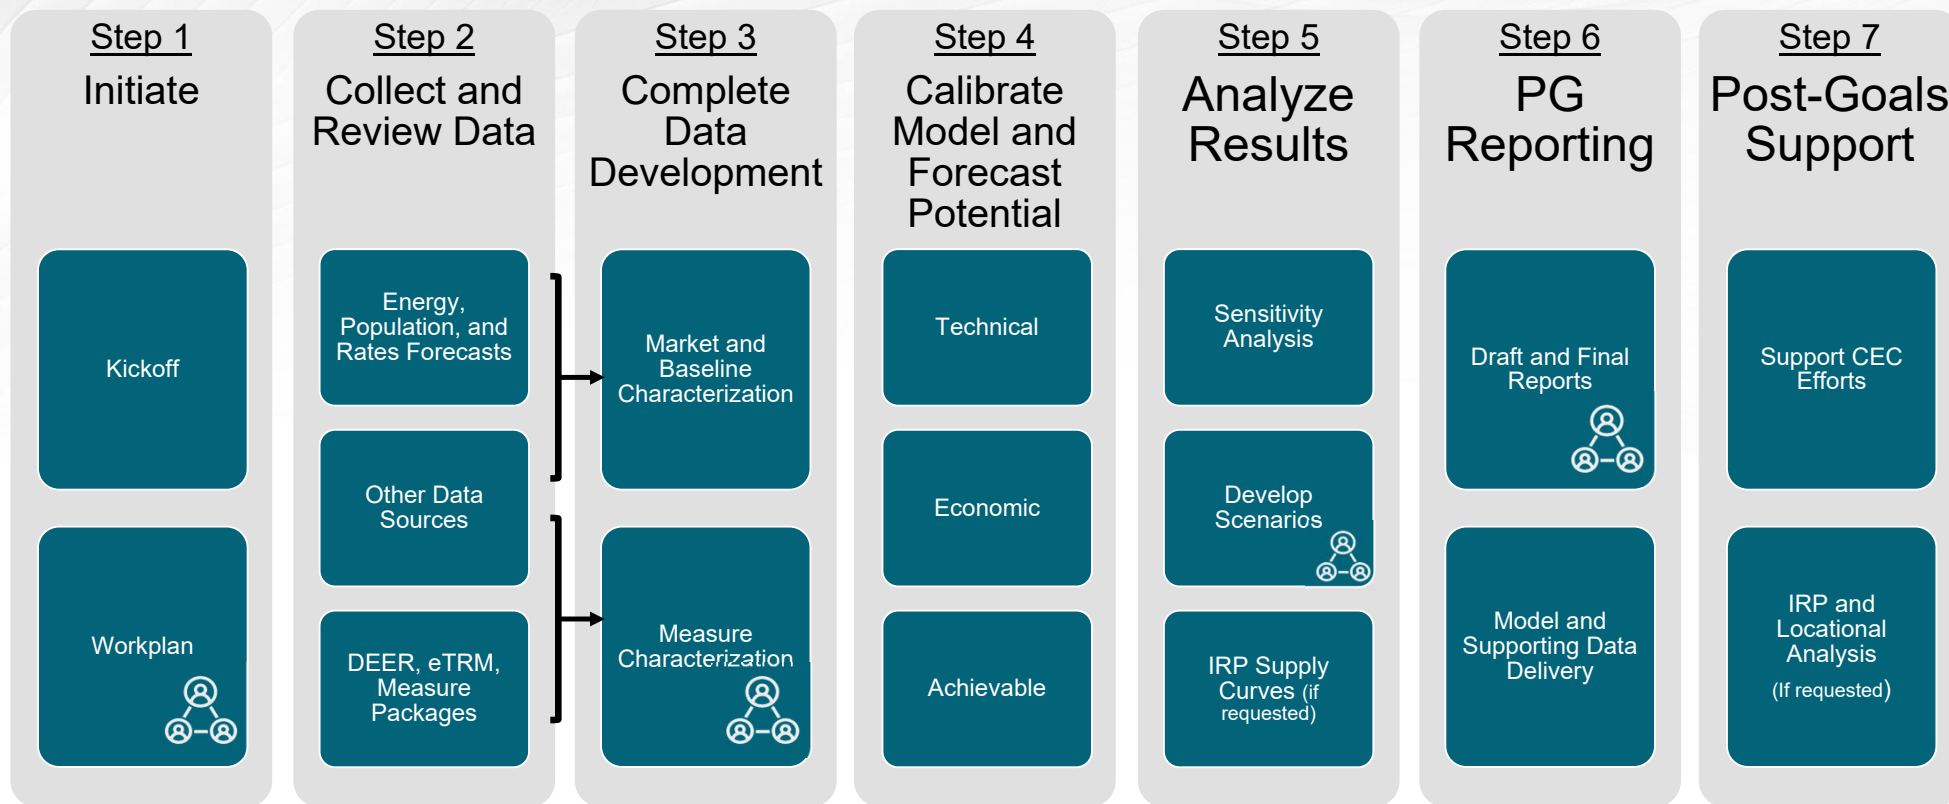 Step 1
Initiate
Kickoff
Workplan
Step 2
Collect and
Review Data
Energy,
Population, and
Rates Forecasts
Other Data
Sources
DEER, eTRM,
Measure
Packages
Step 3
Complete
Data
Development
Market and
Baseline
Characterization
Measure
Characterization
Step 4
Calibrate
Model and
Forecast
Potential
Technical
Economic
Achievable
Step 5
Analyze
Results
Sensitivity
Analysis
Develop
Scenarios
IRP Supply
Curves (if
requested)
Step 6
PG
Reporting
Draft and Final
Reports
Model and
Supporting Data
Delivery
Step 7
Post-Goals
Support
Support CEC
Efforts
IRP and
Locational
Analysis
(If requested)